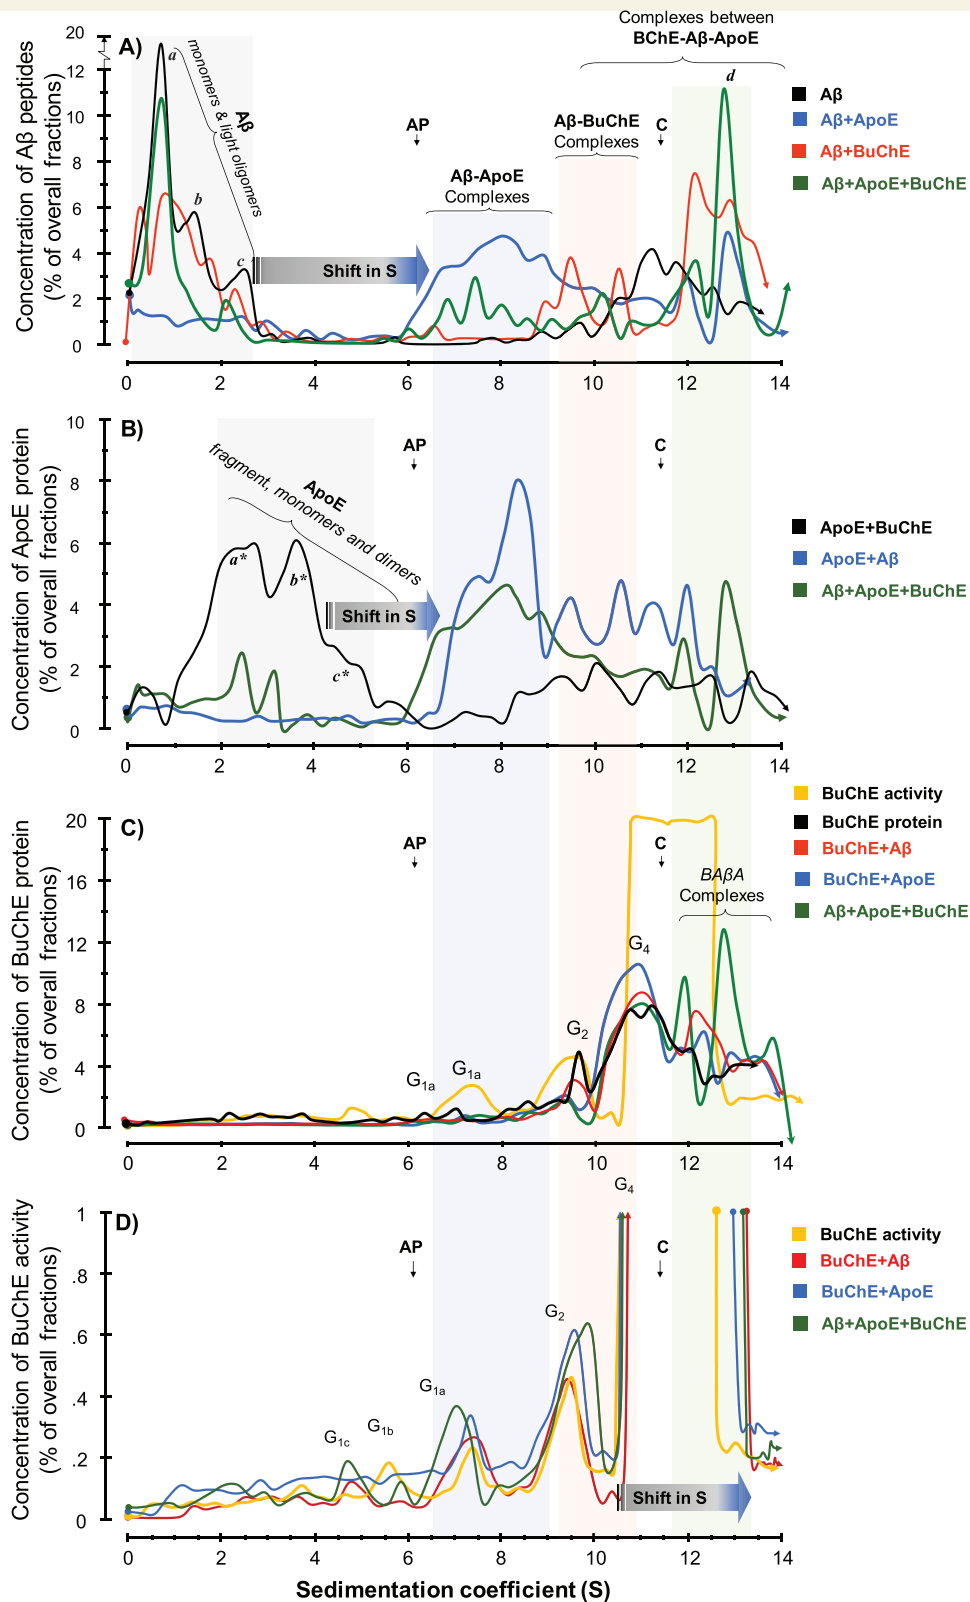 Complexes between
BChE-Aβ-ApoE
A)
20
12
10
8
6
4
2
0
Concentration of Aβ peptides
(% of overall fractions)
a
b
c
d
monomers & light oligomers
Aβ
AP
C
Aβ-ApoE
Complexes
Aβ-BuChE
Complexes
Shift in S
Aβ
Aβ+ApoE
Aβ+BuChE
Aβ+ApoE+BuChE
0 2 4 6 8 10 12 14
B)
10
8
6
4
2
0
Concentration of ApoE protein
(% of overall fractions)
ApoE
fragment, monomers and dimers
a*
b*
c*
Shift in S
AP
C
ApoE+BuChE
ApoE+Aβ
Aβ+ApoE+BuChE
0 2 4 6 8 10 12 14
C)
20
16
12
8
4
0
Concentration of BuChE protein
(% of overall fractions)
AP
C
BAβA
Complexes
G1a
G1a
G2
G4
BuChE activity
BuChE protein
BuChE+Aβ
BuChE+ApoE
Aβ+ApoE+BuChE
0 2 4 6 8 10 12 14
D)
1
.8
.6
.4
.2
0
Concentration of BuChE activity
(% of overall fractions)
AP
C
G1c
G1b
G1a
G2
G4
Shift in S
BuChE activity
BuChE+Aβ
BuChE+ApoE
Aβ+ApoE+BuChE
0 2 4 6 8 10 12 14
Sedimentation coefficient (S)